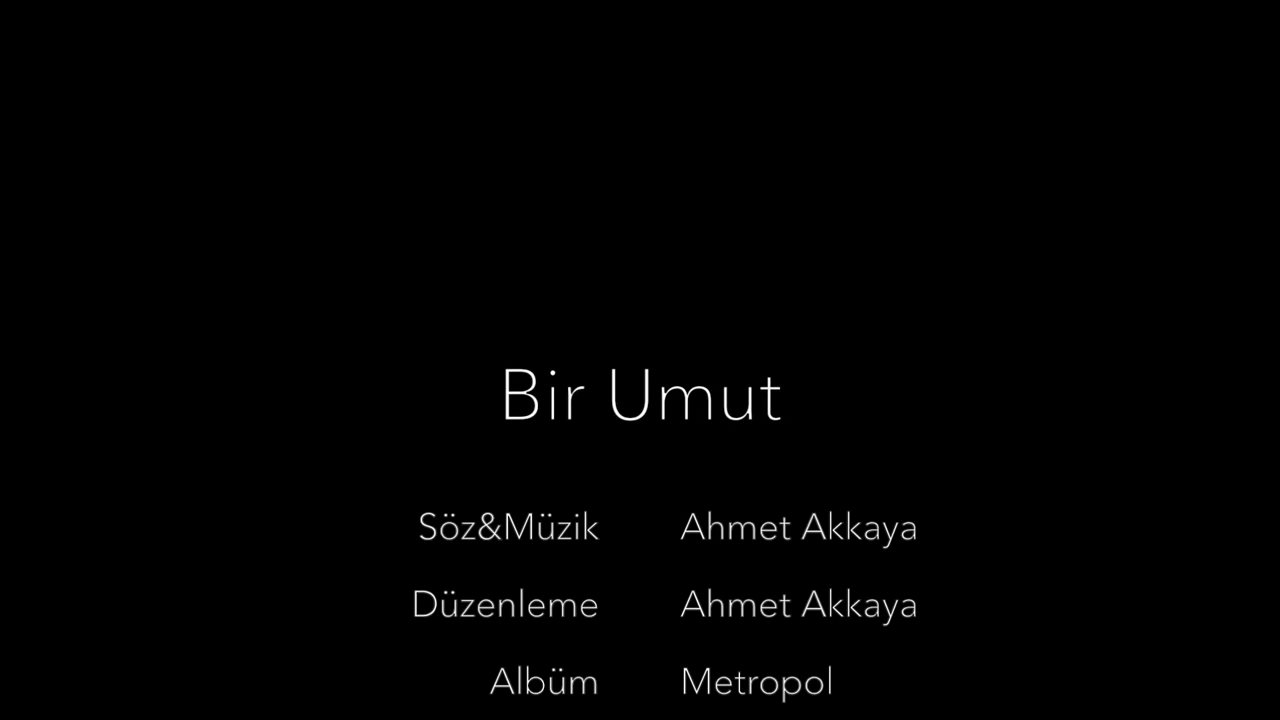 Bir Umut
Söz&Müzik Ahmet Akkaya
Düzenleme Ahmet Akkaya
Albüm Metropol